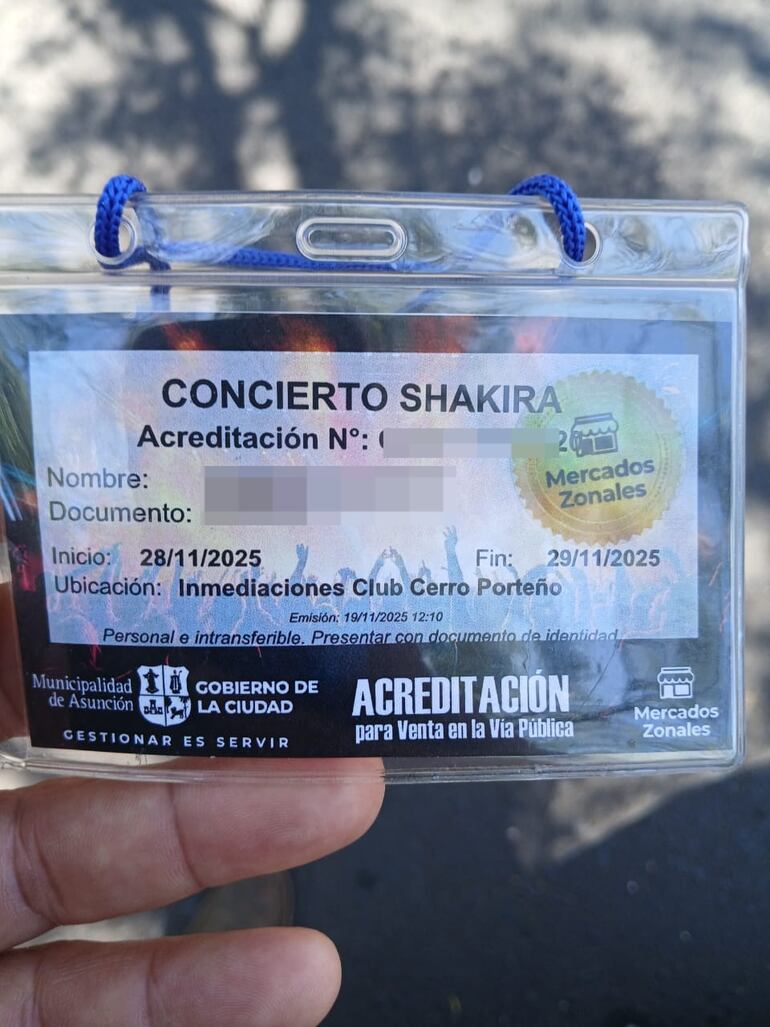 CONCIERTO SHAKIRA
Acreditación N°:
Mercados
Zonales
Nombre:
Documento:
Inicio: 28/11/2025 Fin: 29/11/2025
Ubicación: Inmediaciones Club Cerro Porteño
Emisión: 19/11/2025 12:10
Personal e intransferible. Presentar con documento de identidad
Municipalidad
de Asunción
GOBIERNO DE
LA CIUDAD
GESTIONAR ES SERVIR
ACREDITACIÓN
para Venta en la Vía Pública
Mercados
Zonales